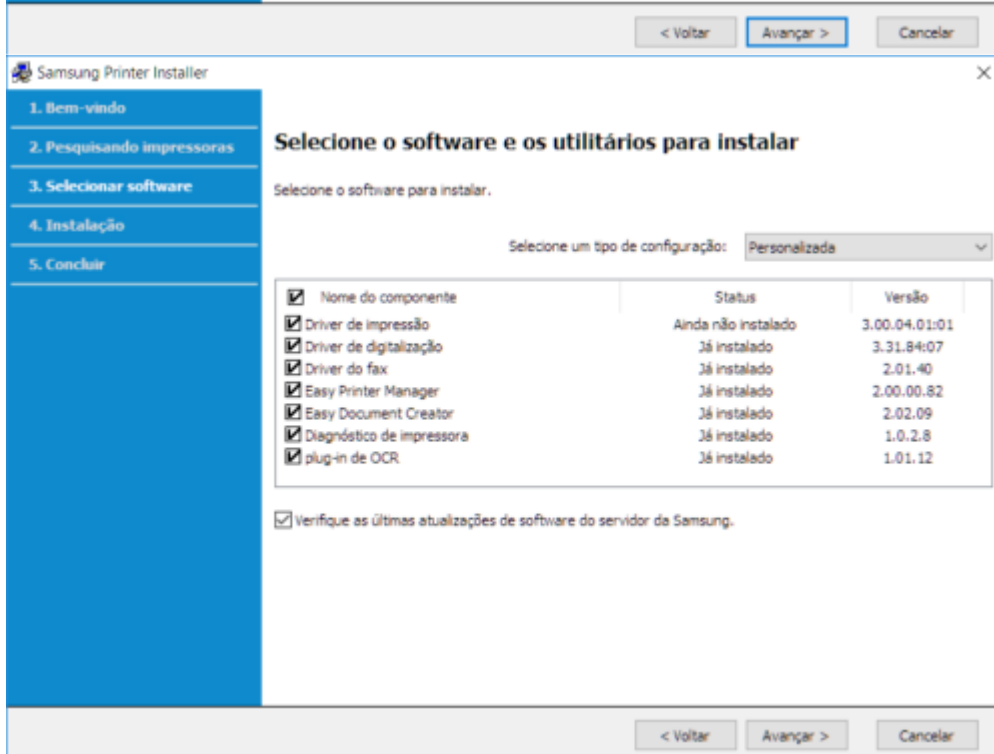 < Voltar Avançar > Cancelar
Samsung Printer Installer
1. Bem-vindo
2. Pesquisando impressoras
3. Selecionar software
4. Instalação
5. Concluir
Selecione o software e os utilitários para instalar
Selecione o software para instalar.
Selecione um tipo de configuração: Personalizada
Nome do componente Status Versão
Driver de impressão Ainda não instalado 3.00.04.01:01
Driver de digitalização Já instalado 3.31.84:07
Driver do fax Já instalado 2.01.40
Easy Printer Manager Já instalado 2.00.00.82
Easy Document Creator Já instalado 2.02.09
Diagnóstico de impressora Já instalado 1.0.2.8
plug-in de OCR Já instalado 1.01.12
Verifique as últimas atualizações de software do servidor da Samsung.
< Voltar Avançar > Cancelar